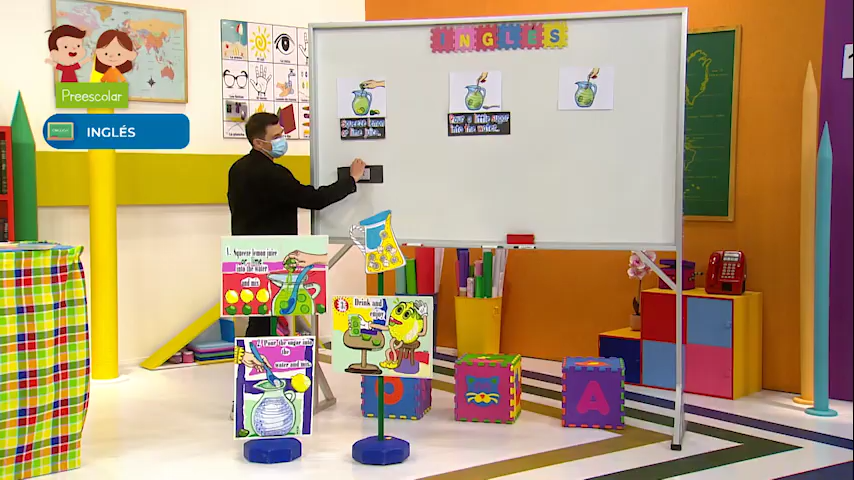 Preescolar
INGLÉS
INGLÉS
Squeeze lemon
or lime juice.
Pour a little sugar
into the water.
1. Squeeze lemon juice
or lime
into the water
and mix
2. Pour the sugar into
the
water and mix.
3. Drink and
enjoy
A